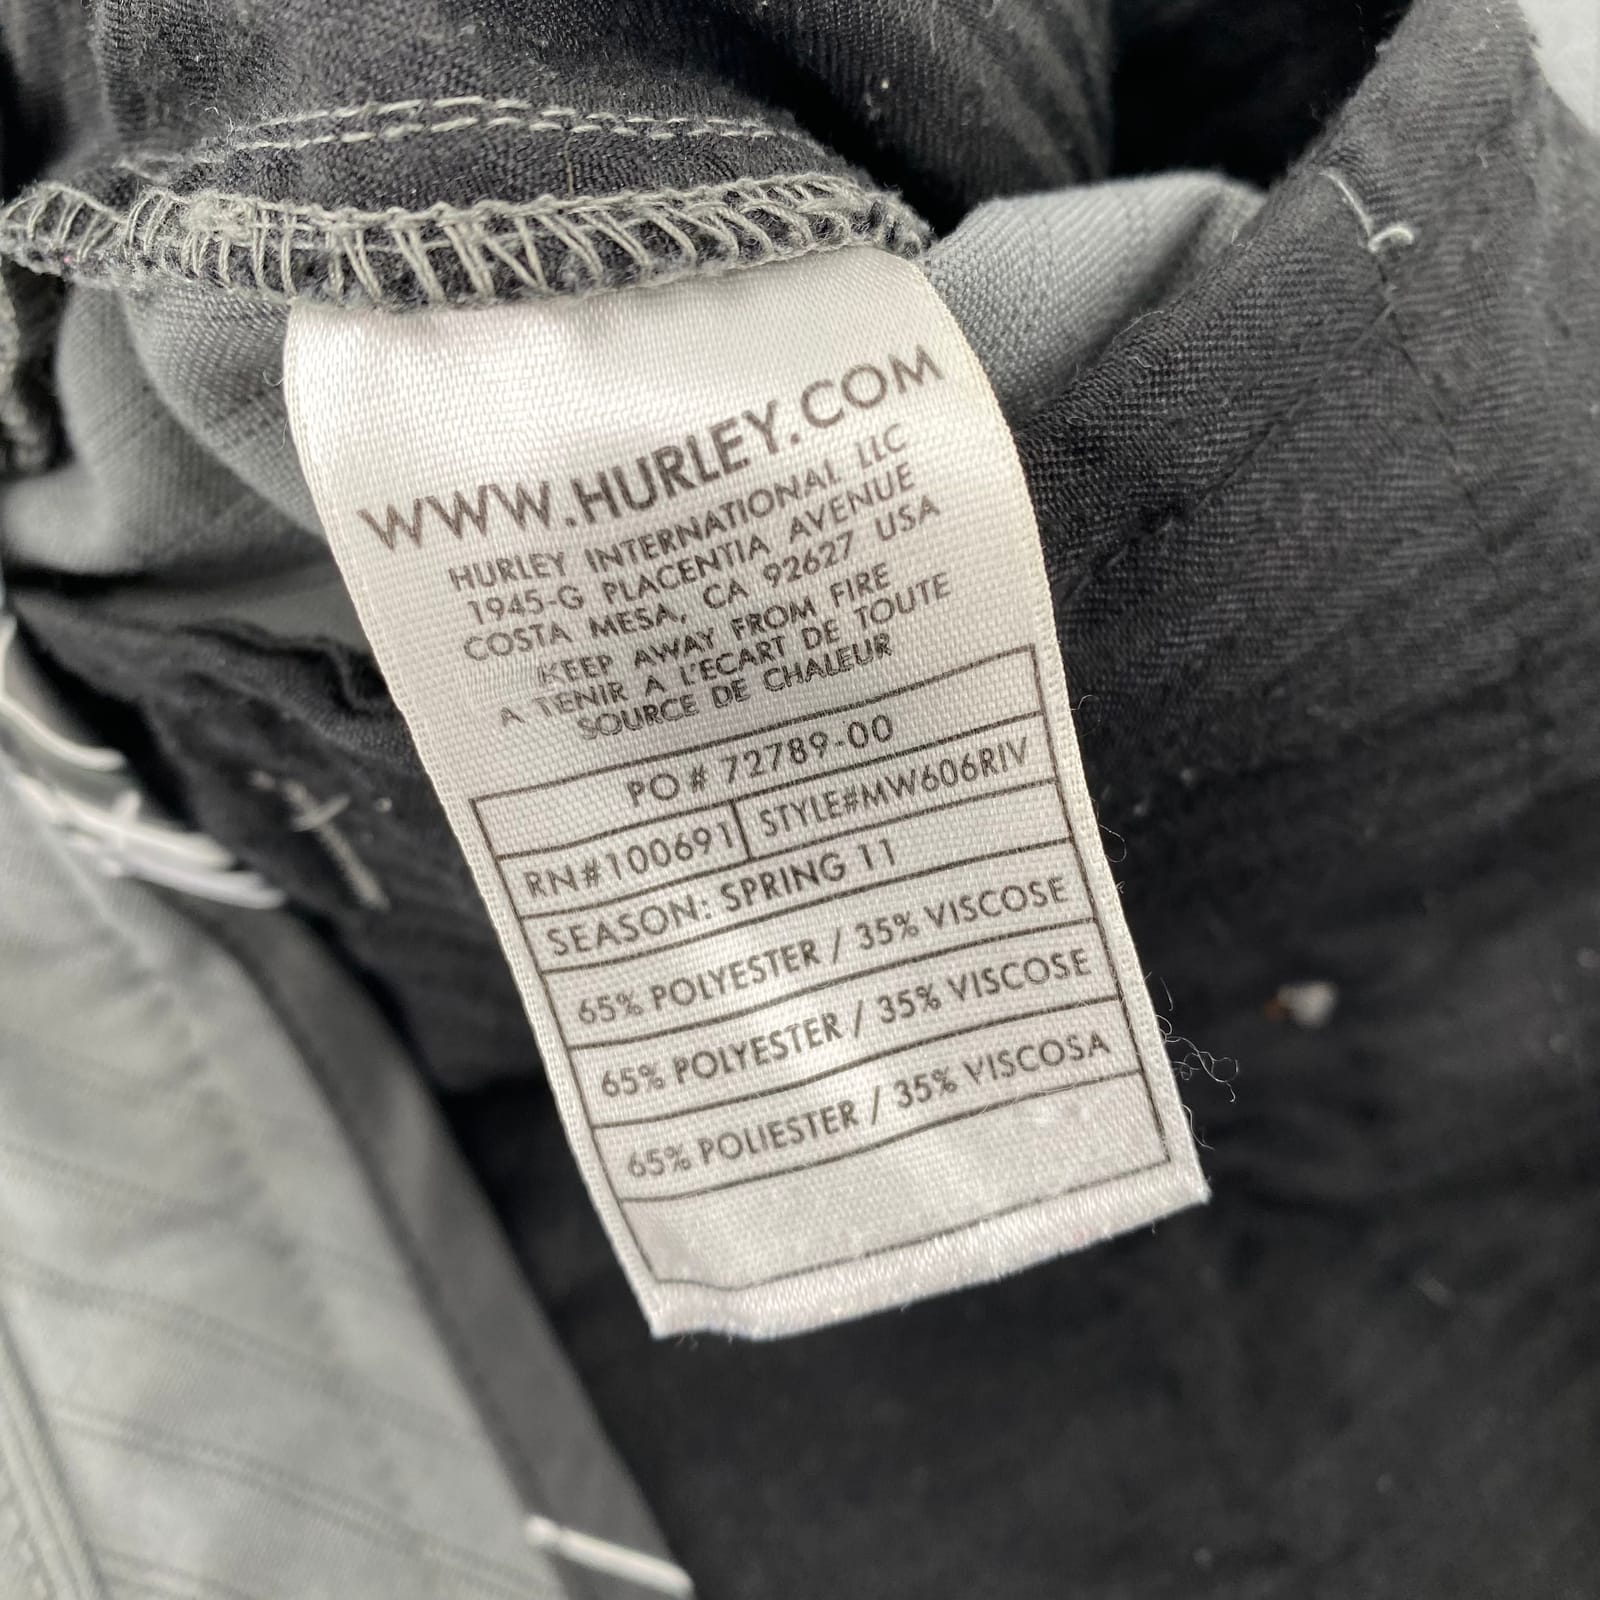 WWW.HURLEY.COM
HURLEY INTERNATIONAL LLC
1945-G PLACENTIA AVENUE
COSTA MESA, CA 92627 USA
KEEP AWAY FROM FIRE
A TENIR A L'ECART DE TOUTE
SOURCE DE CHALEUR
PO# 72789-00
RN#100691 STYLE#MW606RIV
SEASON: SPRING 11
65% POLYESTER / 35% VISCOSE
65% POLYESTER / 35% VISCOSE
65% POLIESTER / 35% VISCOSA